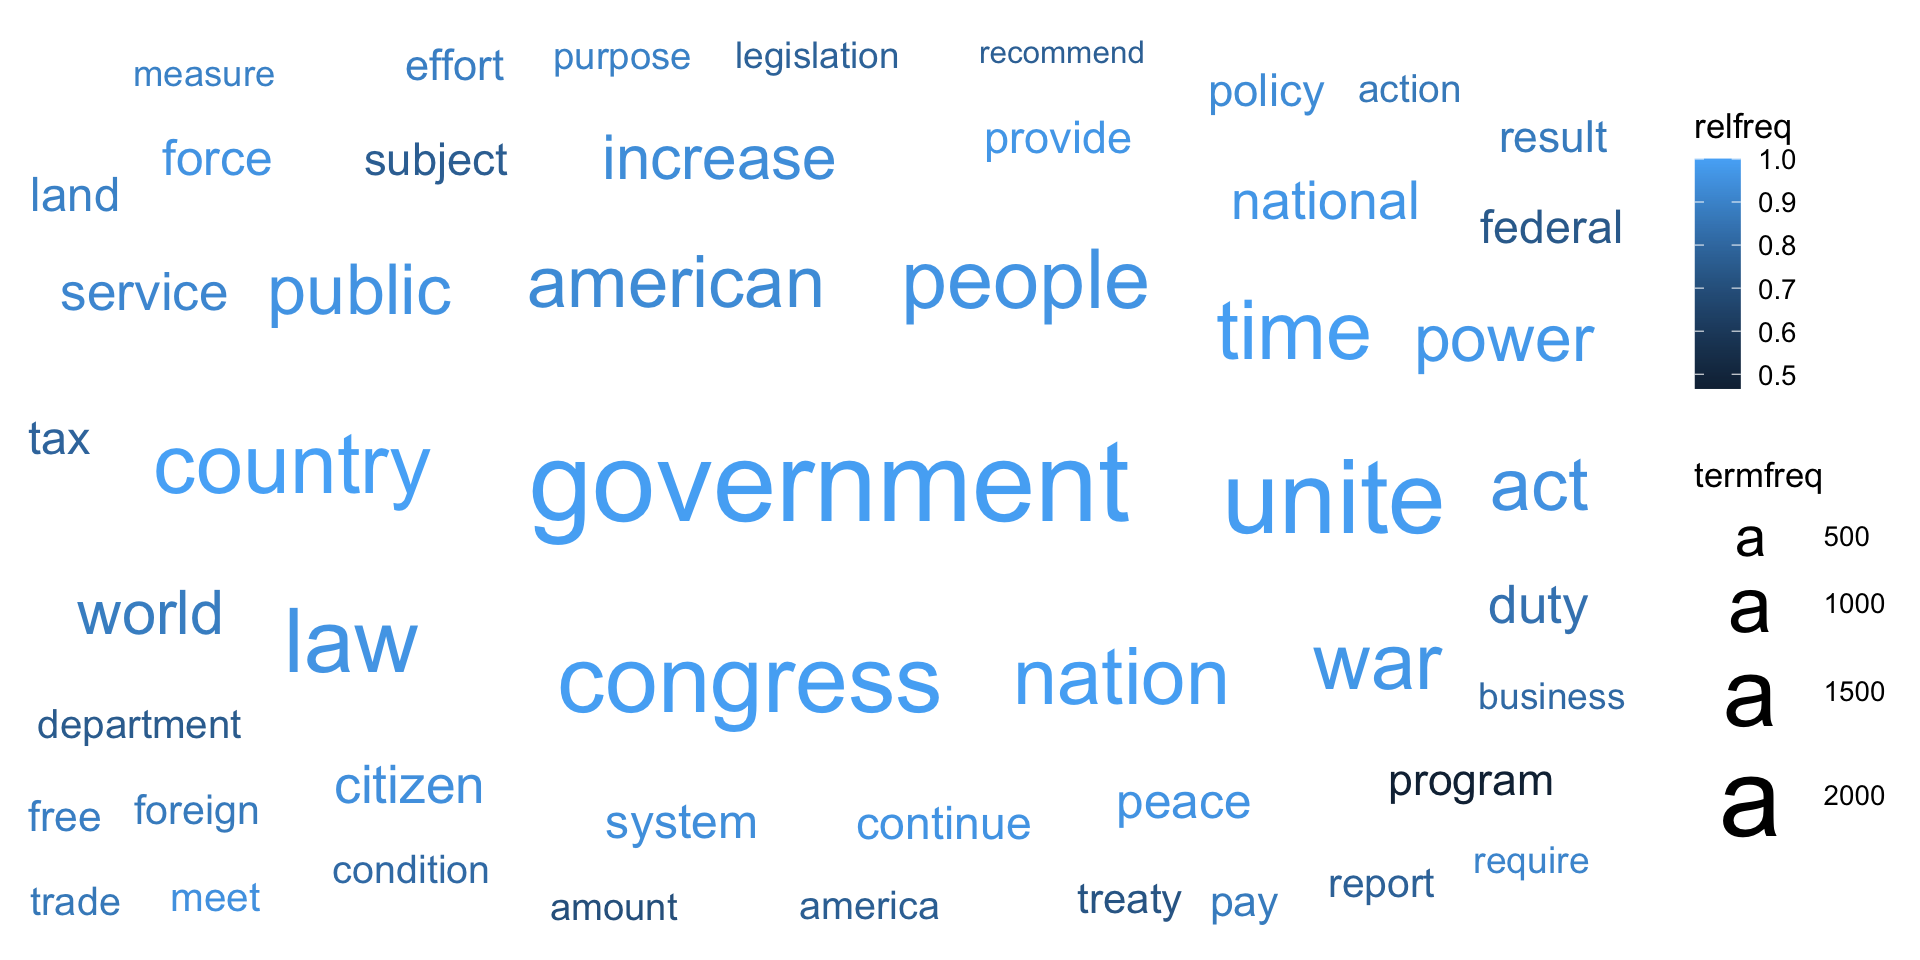 measure
effort
purpose
legislation
recommend
policy
action
land
force
subject
increase
provide
national
result
federal
service
public
american
people
time
power
tax
country
government
unite
act
world
law
congress
nation
war
duty
business
department
citizen
program
free
foreign
system
continue
peace
condition
require
trade
meet
amount
america
treaty
pay
report
relfreq
1.0
0.9
0.8
0.7
0.6
0.5
termfreq
a 500
a 1000
a 1500
a 2000